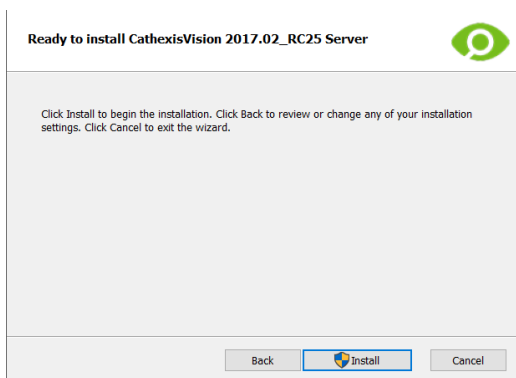 Ready to install CathexisVision 2017.02_RC25 Server
Click Install to begin the installation. Click Back to review or change any of your installation
settings. Click Cancel to exit the wizard.
Back
Install
Cancel